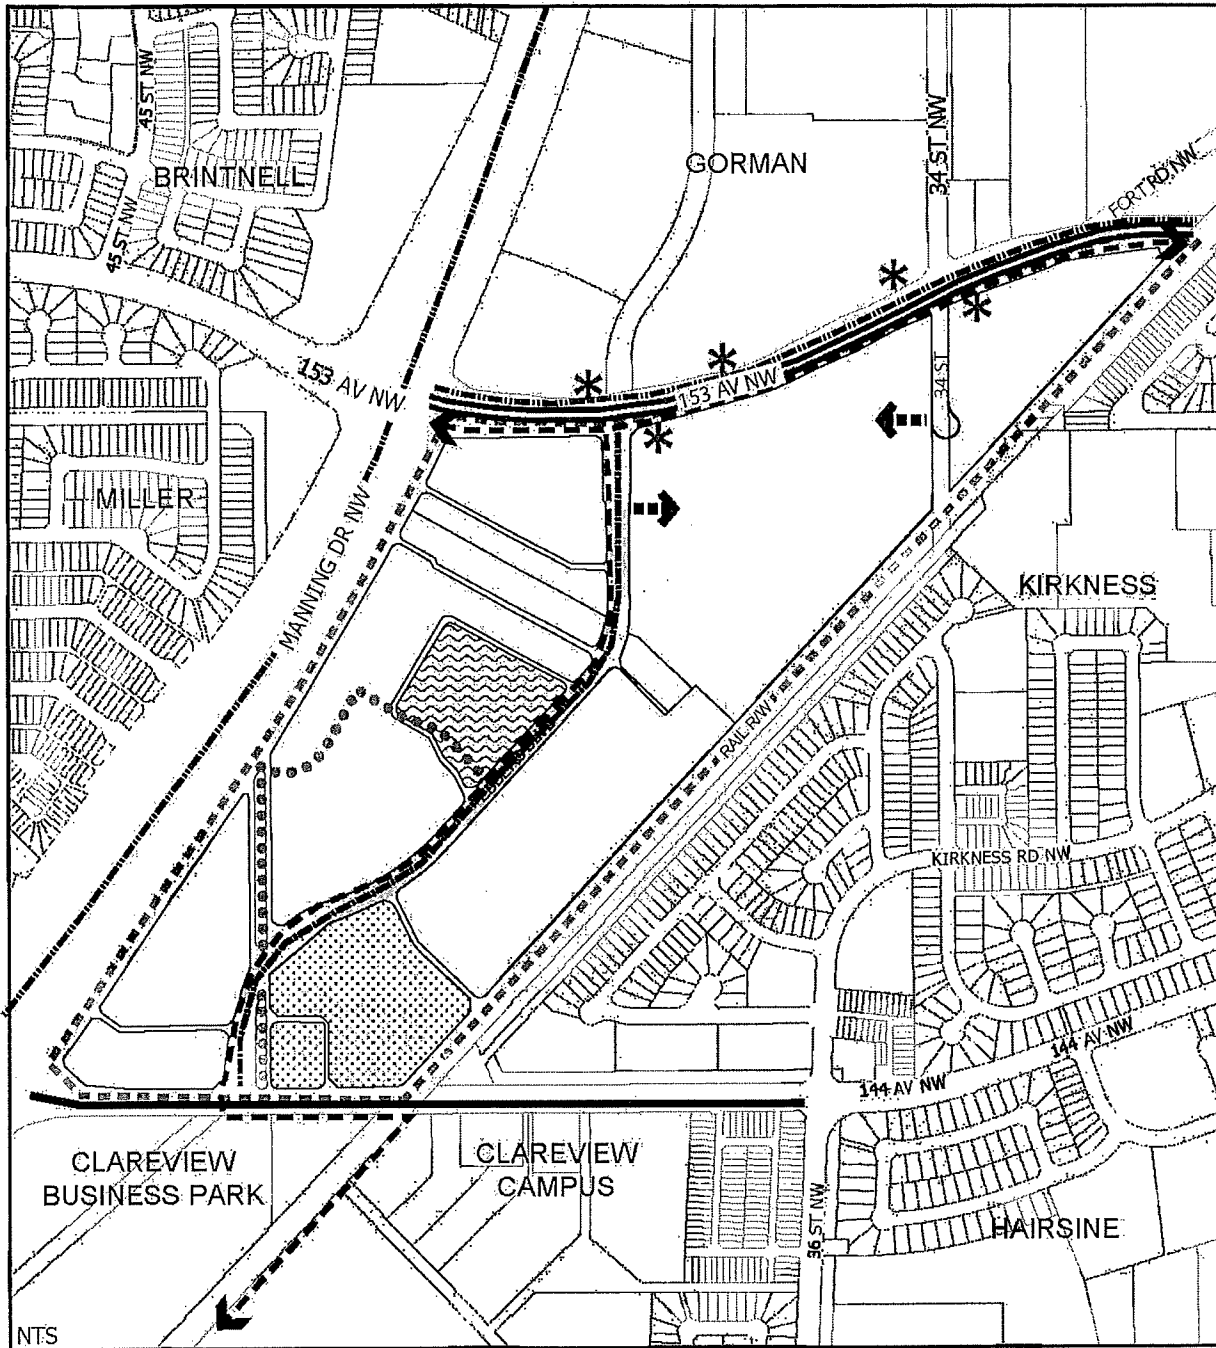 45 ST NW
BRINTNELL
45 ST NW
GORMAN
34 ST NW
FORT RD NW
153 AV NW
153 AV NW
34 ST
MILLER
MANNING DR NW
KIRKNESS
RAIL R/W
KIRKNESS RD NW
144 AV NW
144 AV NW
CLAREVIEW
BUSINESS PARK
CLAREVIEW
CAMPUS
36 ST NW
HAIRSINE
NTS